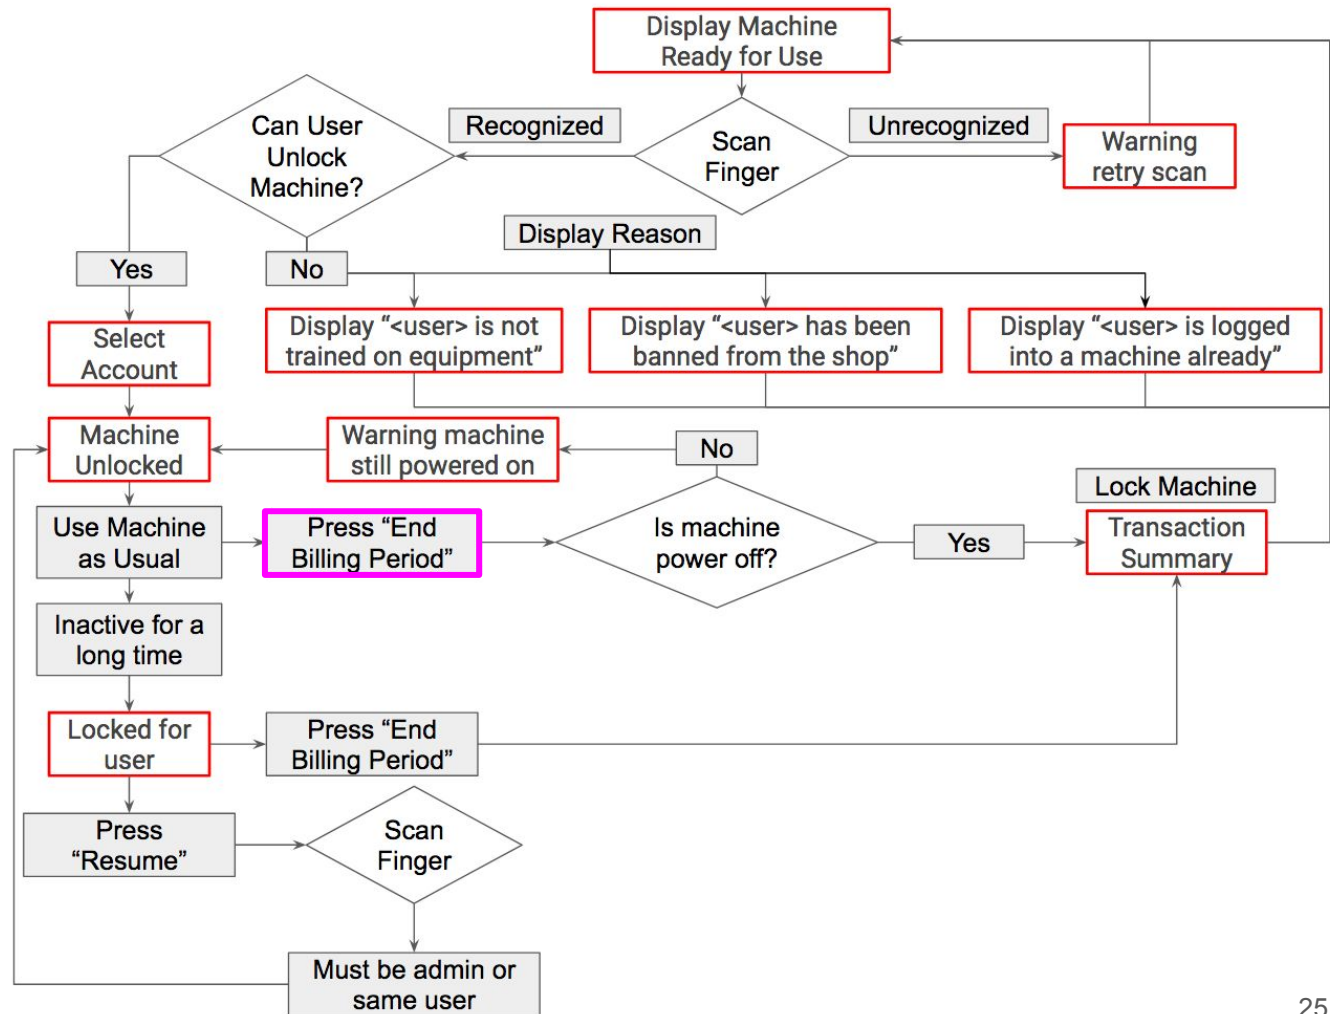 Display Machine
Ready for Use
Can User
Unlock
Machine?
Recognized
Scan
Finger
Unrecognized
Warning
retry scan
Display Reason
Yes
No
Select
Account
Display “<user> is not
trained on equipment”
Display “<user> has been
banned from the shop”
Display “<user> is logged
into a machine already”
Machine
Unlocked
Warning machine
still powered on
No
Lock Machine
Use Machine
as Usual
Press “End
Billing Period”
Is machine
power off?
Yes
Transaction
Summary
Inactive for a
long time
Locked for
user
Press “End
Billing Period”
Press
“Resume”
Scan
Finger
Must be admin or
same user
25